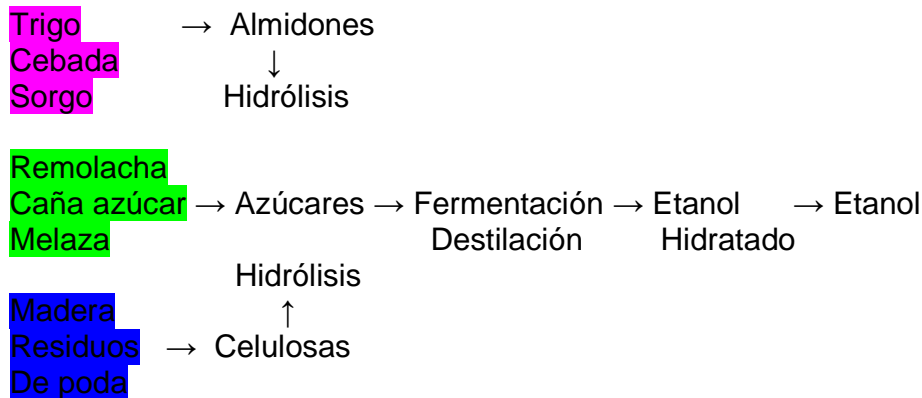 Trigo → Almidones
Cebada ↓
Sorgo Hidrólisis
Remolacha
Caña azúcar → Azúcares → Fermentación → Etanol → Etanol
Melaza Destilación Hidratado
Hidrólisis
Madera ↑
Residuos → Celulosas
De poda